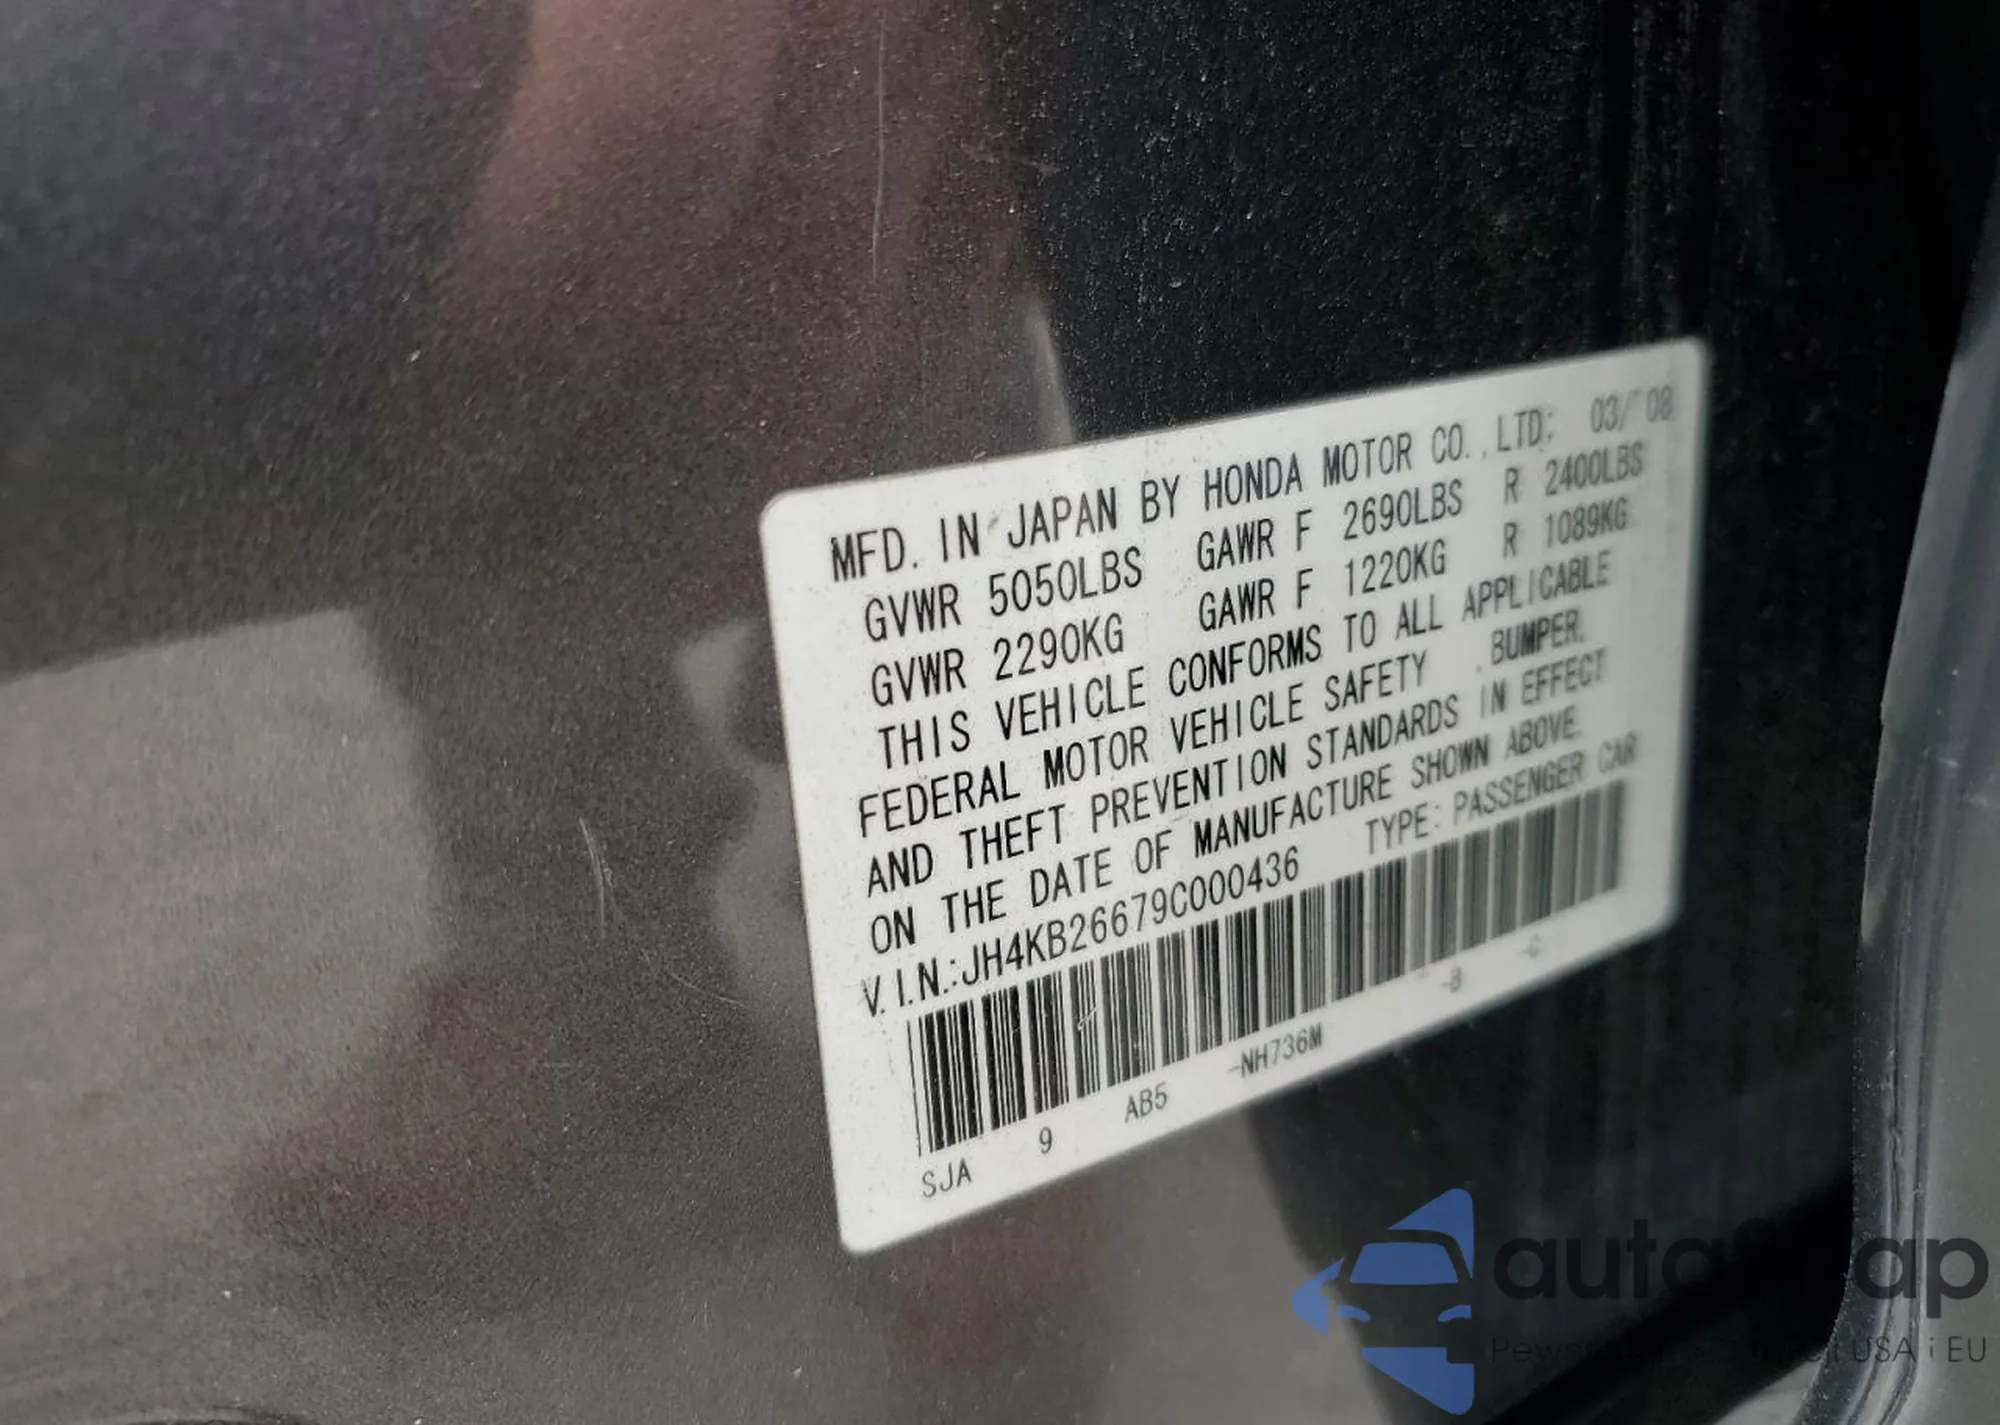 MFD. IN JAPAN BY HONDA MOTOR CO., LTD; 03/'08
GVWR 5050LBS GAWR F 2690LBS R 2400LBS
GVWR 2290KG GAWR F 1220KG R 1089KG
THIS VEHICLE CONFORMS TO ALL APPLICABLE
FEDERAL MOTOR VEHICLE SAFETY , BUMPER,
AND THEFT PREVENTION STANDARDS IN EFFECT
ON THE DATE OF MANUFACTURE SHOWN ABOVE.
V.I.N.:JH4KB26679C000436 TYPE: PASSENGER CAR
SJA 9 AB5 -NH736M -B -C
USA i EU